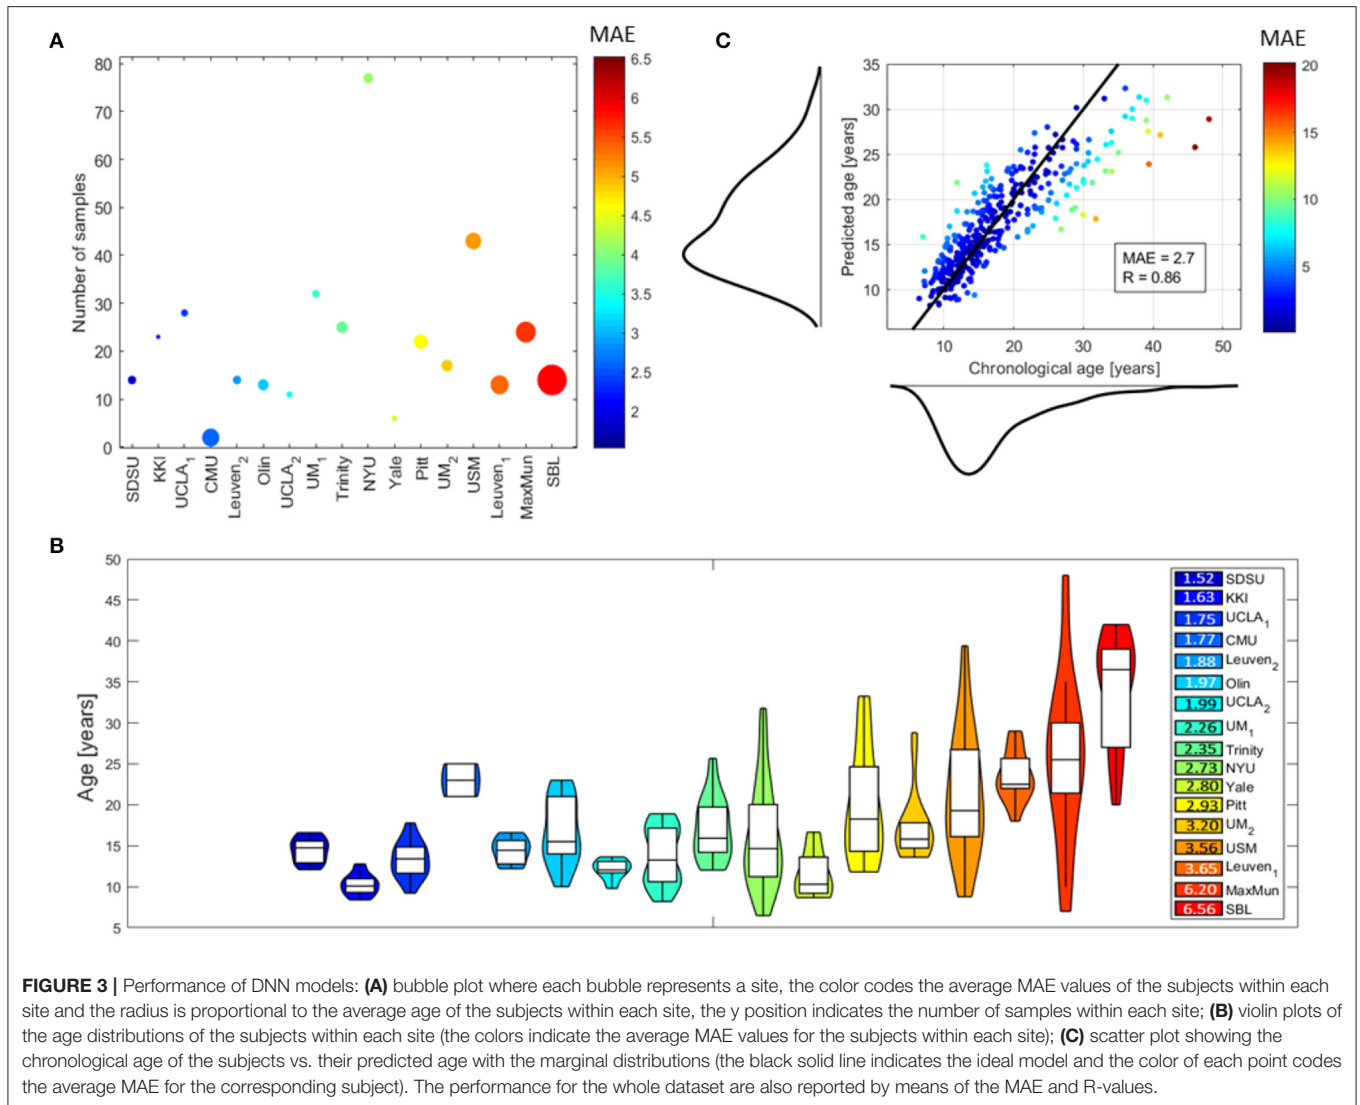 A
MAE
80
70
60
50
40
30
20
10
0
Number of samples
SDSU
KKI
UCLA1
CMU
Leuven2
Olin
UCLA2
UM1
Trinity
NYU
Yale
Pitt
UM2
USM
Leuven1
MaxMun
SBL
6.5
6
5.5
5
4.5
4
3.5
3
2.5
2
C
MAE
35
30
25
20
15
10
Predicted age [years]
MAE = 2.7
R = 0.86
10 20 30 40 50
Chronological age [years]
20
15
10
5
B
50
45
40
35
30
25
20
15
10
5
Age [years]
1.52 SDSU
1.63 KKI
1.75 UCLA1
1.77 CMU
1.88 Leuven2
1.97 Olin
1.99 UCLA2
2.26 UM1
2.35 Trinity
2.73 NYU
2.80 Yale
2.93 Pitt
3.20 UM2
3.56 USM
3.65 Leuven1
6.20 MaxMun
6.56 SBL
FIGURE 3 | Performance of DNN models: (A) bubble plot where each bubble represents a site, the color codes the average MAE values of the subjects within each
site and the radius is proportional to the average age of the subjects within each site, the y position indicates the number of samples within each site; (B) violin plots of
the age distributions of the subjects within each site (the colors indicate the average MAE values for the subjects within each site); (C) scatter plot showing the
chronological age of the subjects vs. their predicted age with the marginal distributions (the black solid line indicates the ideal model and the color of each point codes
the average MAE for the corresponding subject). The performance for the whole dataset are also reported by means of the MAE and R-values.